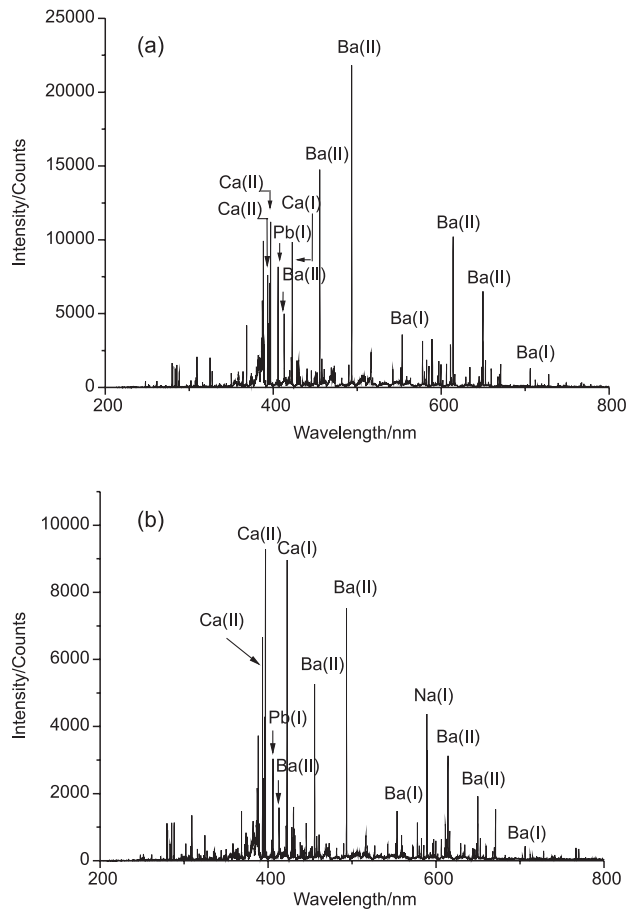 25000
(a)
Ba(II)
20000
Ba(II)
15000
Ca(II)
Ca(II)
Ca(I)
Pb(I)
Ba(II)
Ba(II)
10000
Ba(II)
Ba(I)
5000
Ba(I)
0
200
400
600
800
Intensity/Counts
Wavelength/nm
10000
(b)
Ca(II)
Ca(I)
8000
Ba(II)
Ca(II)
6000
Ba(II)
Na(I)
Pb(I)
4000
Ba(II)
Ba(II)
Ba(II)
2000
Ba(I)
Ba(I)
0
200
400
600
800
Intensity/Counts
Wavelength/nm